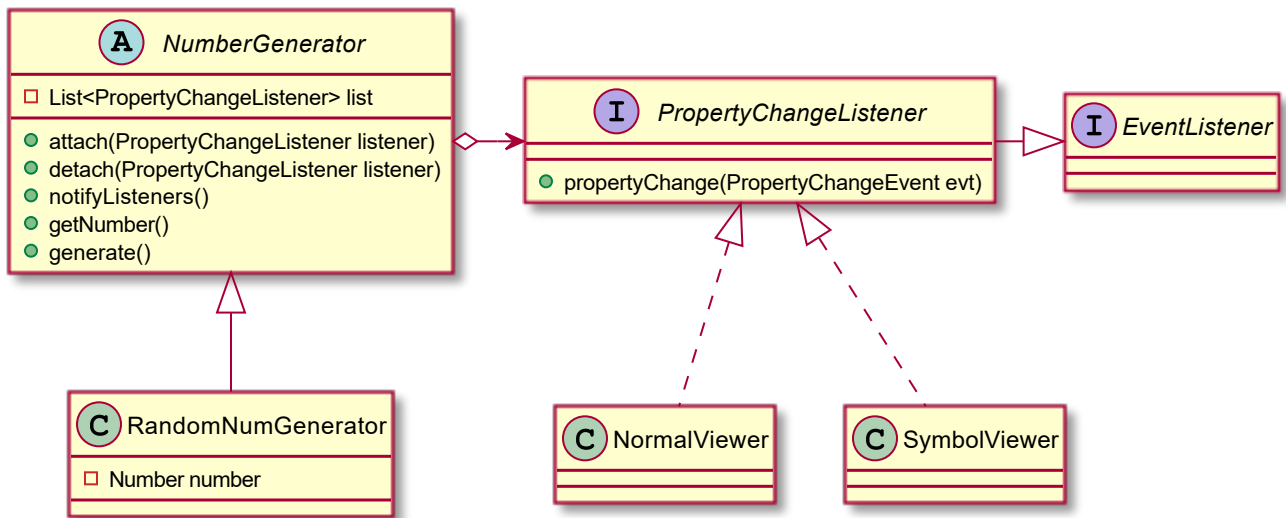 A NumberGenerator
List<PropertyChangeListener> list
attach(PropertyChangeListener listener)
detach(PropertyChangeListener listener)
notifyListeners()
getNumber()
generate()
I PropertyChangeListener
propertyChange(PropertyChangeEvent evt)
I EventListener
C RandomNumGenerator
Number number
C NormalViewer
C SymbolViewer